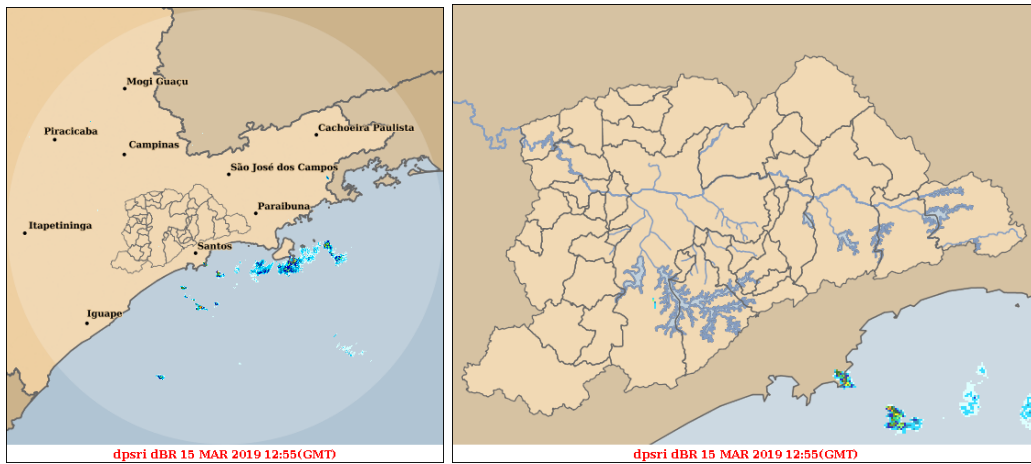 Mogi Guaçu
Piracicaba
Cachoeira Paulista
Campinas
São José dos Campos
Paraibuna
Itapetininga
Santos
Iguape
dpsri dBR 15 MAR 2019 12:55(GMT)
dpsri dBR 15 MAR 2019 12:55(GMT)